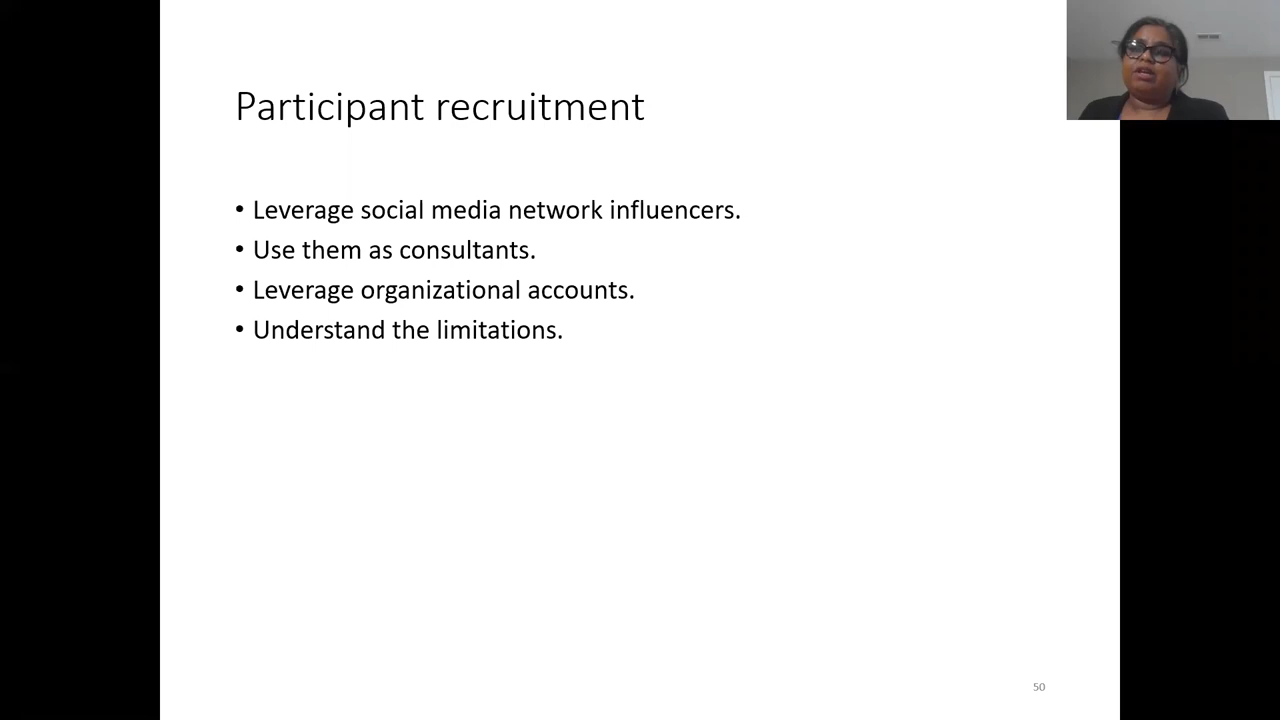 Participant recruitment
• Leverage social media network influencers.
• Use them as consultants.
• Leverage organizational accounts.
• Understand the limitations.
50